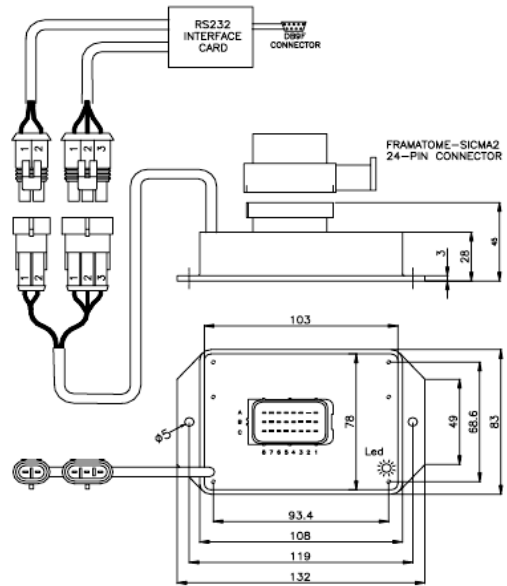 RS232
INTERFACE
CARD
DB9F
CONNECTOR
1 2
1 2 3
FRAMATOME-SICMA2
24-PIN CONNECTOR
1 2
1 2 3
3
28
45
103
A
B
C
8 7 6 5 4 3 2 1
78
Led
49
68.6
83
ø5
93.4
108
119
132